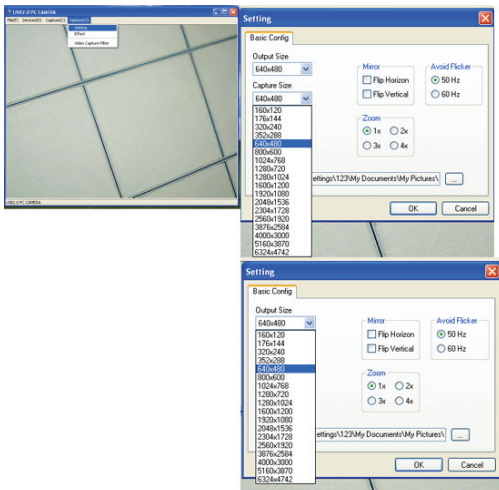 USB2.0 PC CAMERA
File(F) Devices(D) Capture(C) Options(O)
Setting
Effect
Video Capture Filter
USB2.0 PC CAMERA
Setting
Basic Config
Output Size
640x480
Capture Size
640x480
160x120
176x144
320x240
352x288
640x480
800x600
1024x768
1280x720
1280x1024
1600x1200
1920x1080
2048x1536
2304x1728
2560x1920
3876x2584
4000x3000
5160x3870
6324x4742
Mirror
Flip Horizon
Flip Vertical
Avoid Flicker
50 Hz
60 Hz
Zoom
1x 2x
3x 4x
ettings\123\My Documents\My Pictures\ ...
OK Cancel
Setting
Basic Config
Output Size
640x480
160x120
176x144
320x240
352x288
640x480
800x600
1024x768
1280x720
1280x1024
1600x1200
1920x1080
2048x1536
2304x1728
2560x1920
3876x2584
4000x3000
5160x3870
6324x4742
Mirror
Flip Horizon
Flip Vertical
Avoid Flicker
50 Hz
60 Hz
Zoom
1x 2x
3x 4x
ettings\123\My Documents\My Pictures\ ...
OK Cancel